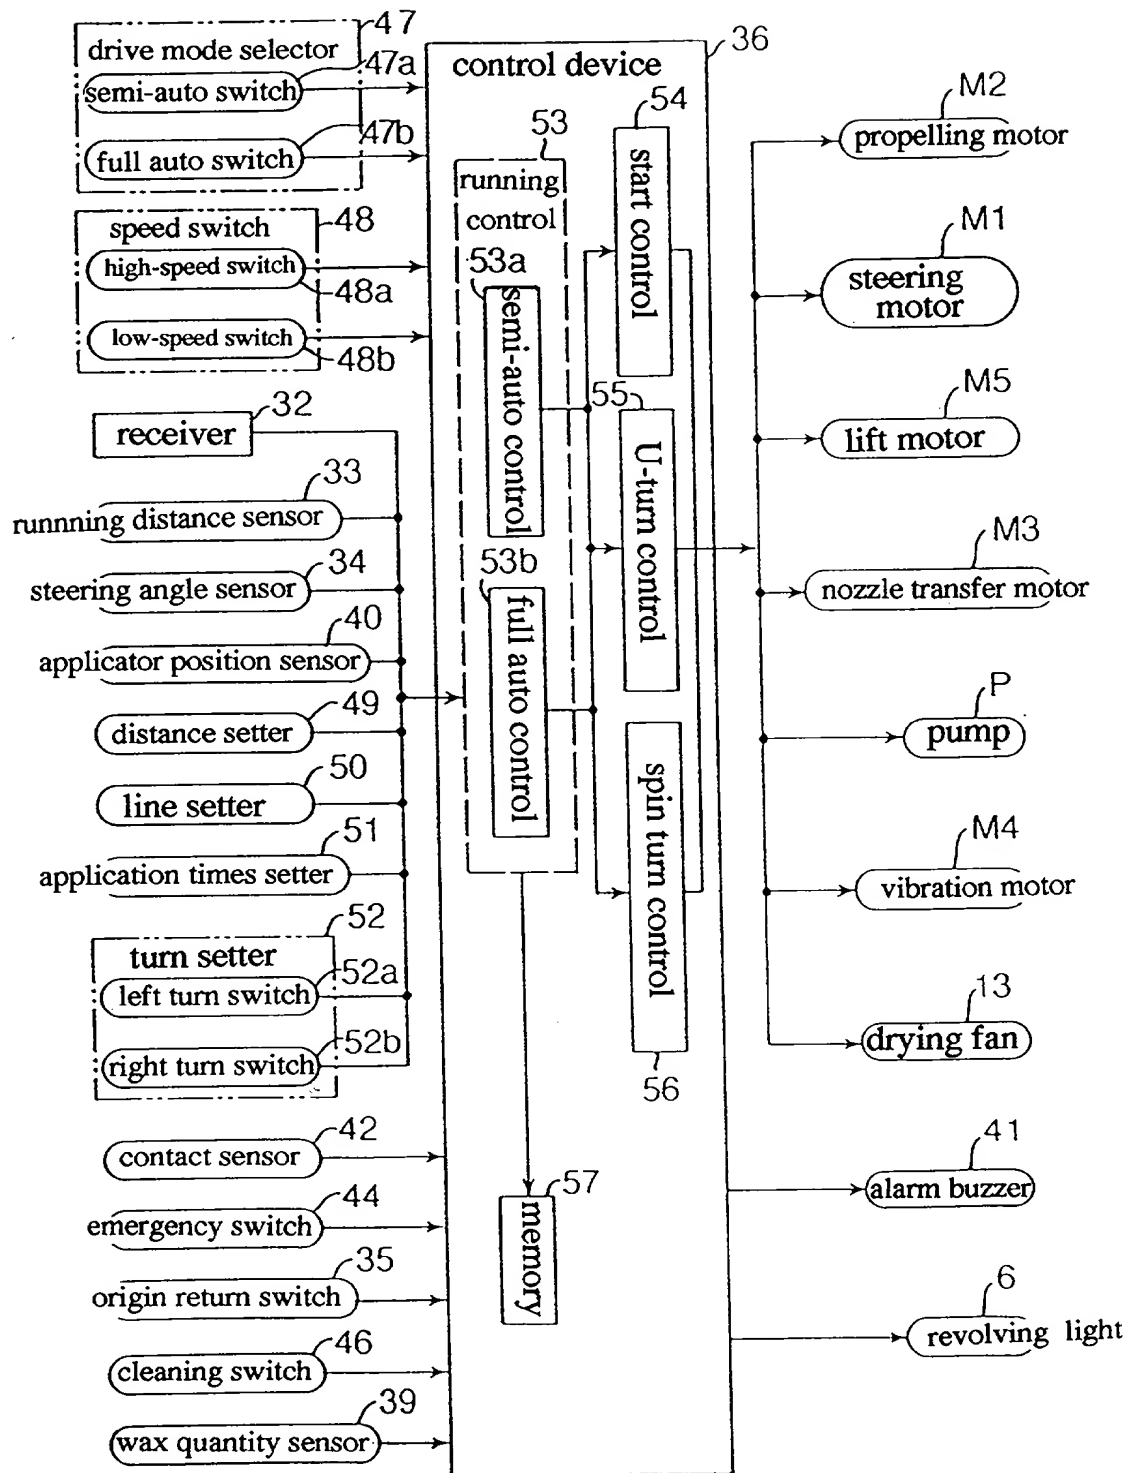 47
drive mode selector
47a
semi-auto switch
47b
full auto switch
speed switch
48
high-speed switch
48a
low-speed switch
48b
32
receiver
33
runnning distance sensor
34
steering angle sensor
40
applicator position sensor
49
distance setter
50
line setter
51
application times setter
52
turn setter
52a
left turn switch
52b
right turn switch
42
contact sensor
44
emergency switch
35
origin return switch
46
cleaning switch
39
wax quantity sensor
36
control device
53
running
control
53a
semi-auto control
53b
full auto control
54
start control
55
U-turn control
spin turn control
56
57
memory
M2
propelling motor
M1
steering
motor
M5
lift motor
M3
nozzle transfer motor
P
pump
M4
vibration motor
13
drying fan
41
alarm buzzer
6
revolving light